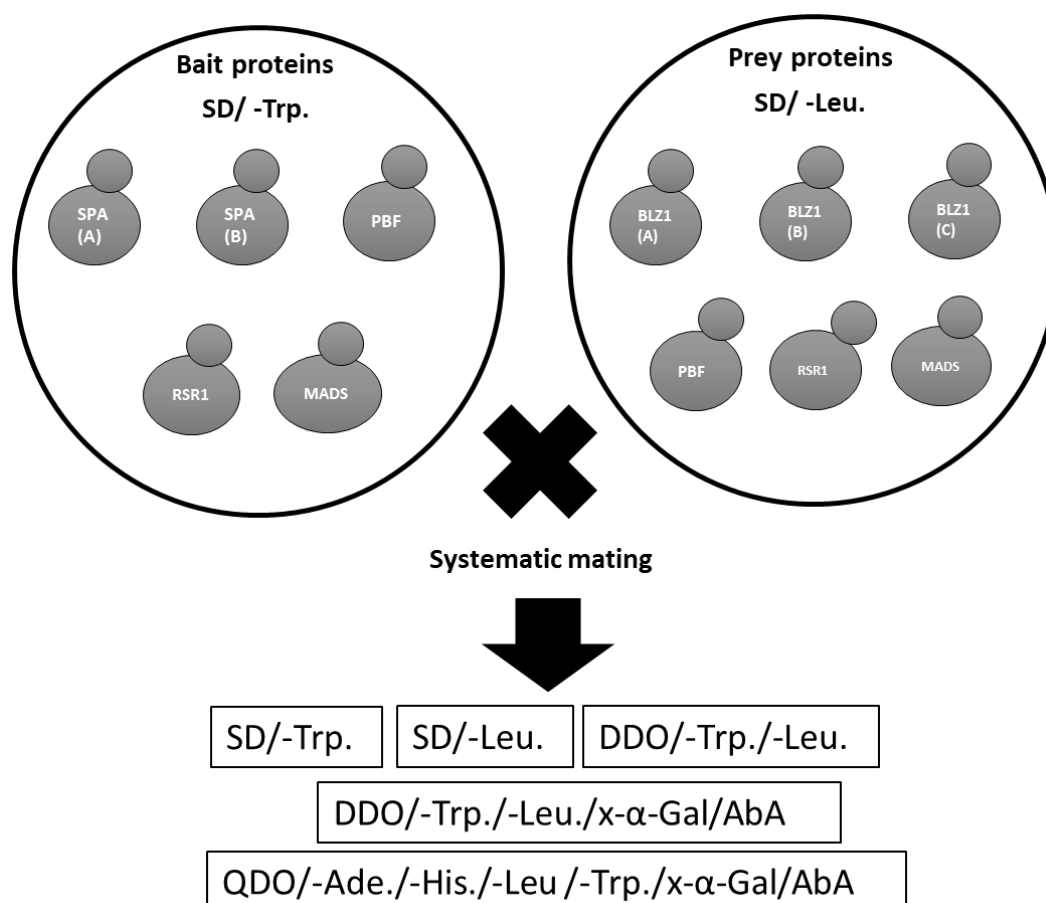 Bait proteins
SD/ -Trp.
SPA
(A)
SPA
(B)
PBF
RSR1
MADS
Prey proteins
SD/ -Leu.
BLZ1
(A)
BLZ1
(B)
BLZ1
(C)
PBF
RSR1
MADS
Systematic mating
SD/-Trp.
SD/-Leu.
DDO/-Trp./-Leu.
DDO/-Trp./-Leu./x-α-Gal/AbA
QDO/-Ade./-His./-Leu /-Trp./x-α-Gal/AbA